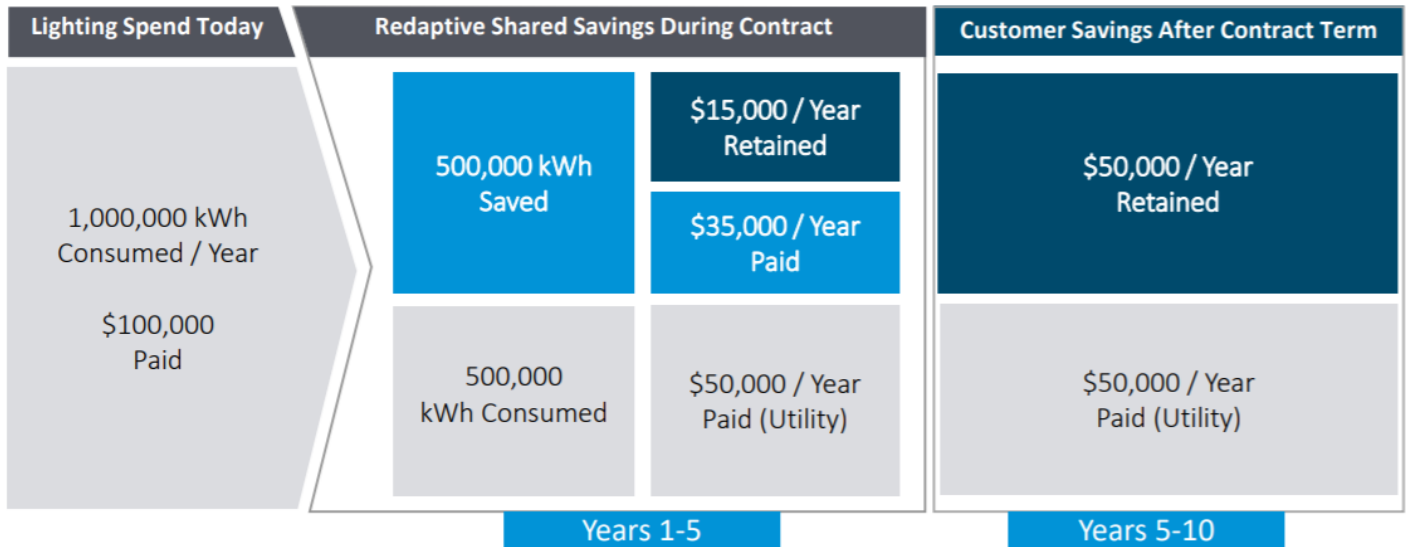 Lighting Spend Today
1,000,000 kWh
Consumed / Year
$100,000
Paid
Redaptive Shared Savings During Contract
500,000 kWh
Saved
$15,000 / Year
Retained
$35,000 / Year
Paid
500,000
kWh Consumed
$50,000 / Year
Paid (Utility)
Years 1-5
Customer Savings After Contract Term
$50,000 / Year
Retained
$50,000 / Year
Paid (Utility)
Years 5-10